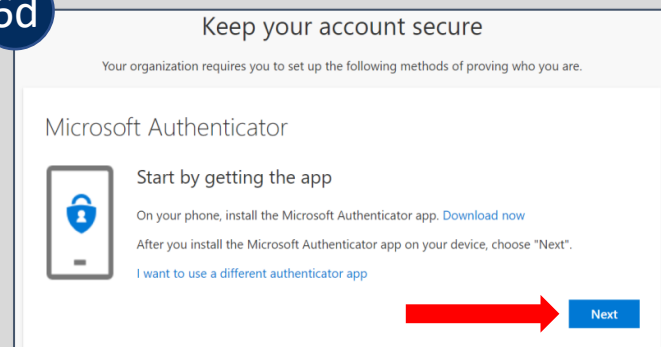 6d
Keep your account secure
Your organization requires you to set up the following methods of proving who you are.
Microsoft Authenticator
Start by getting the app
On your phone, install the Microsoft Authenticator app. Download now
After you install the Microsoft Authenticator app on your device, choose "Next".
I want to use a different authenticator app
Next